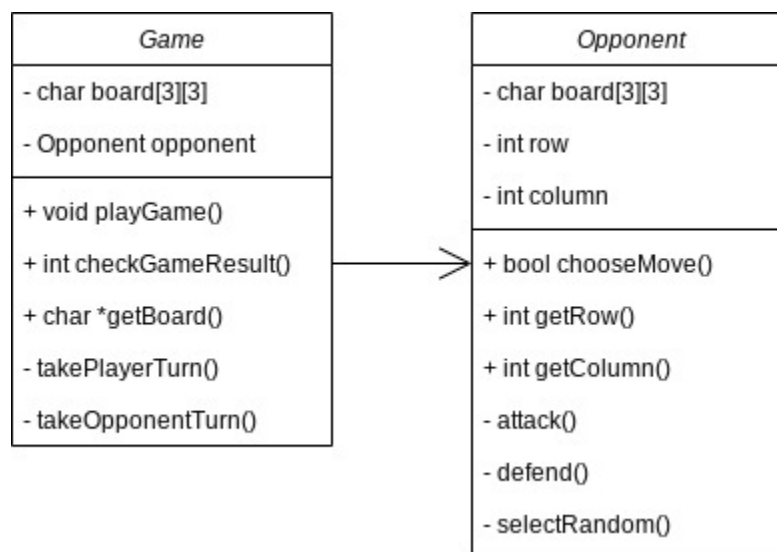 Game
- char board[3][3]
- Opponent opponent
+ void playGame()
+ int checkGameResult()
+ char *getBoard()
- takePlayerTurn()
- takeOpponentTurn()
Opponent
- char board[3][3]
- int row
- int column
+ bool chooseMove()
+ int getRow()
+ int getColumn()
- attack()
- defend()
- selectRandom()